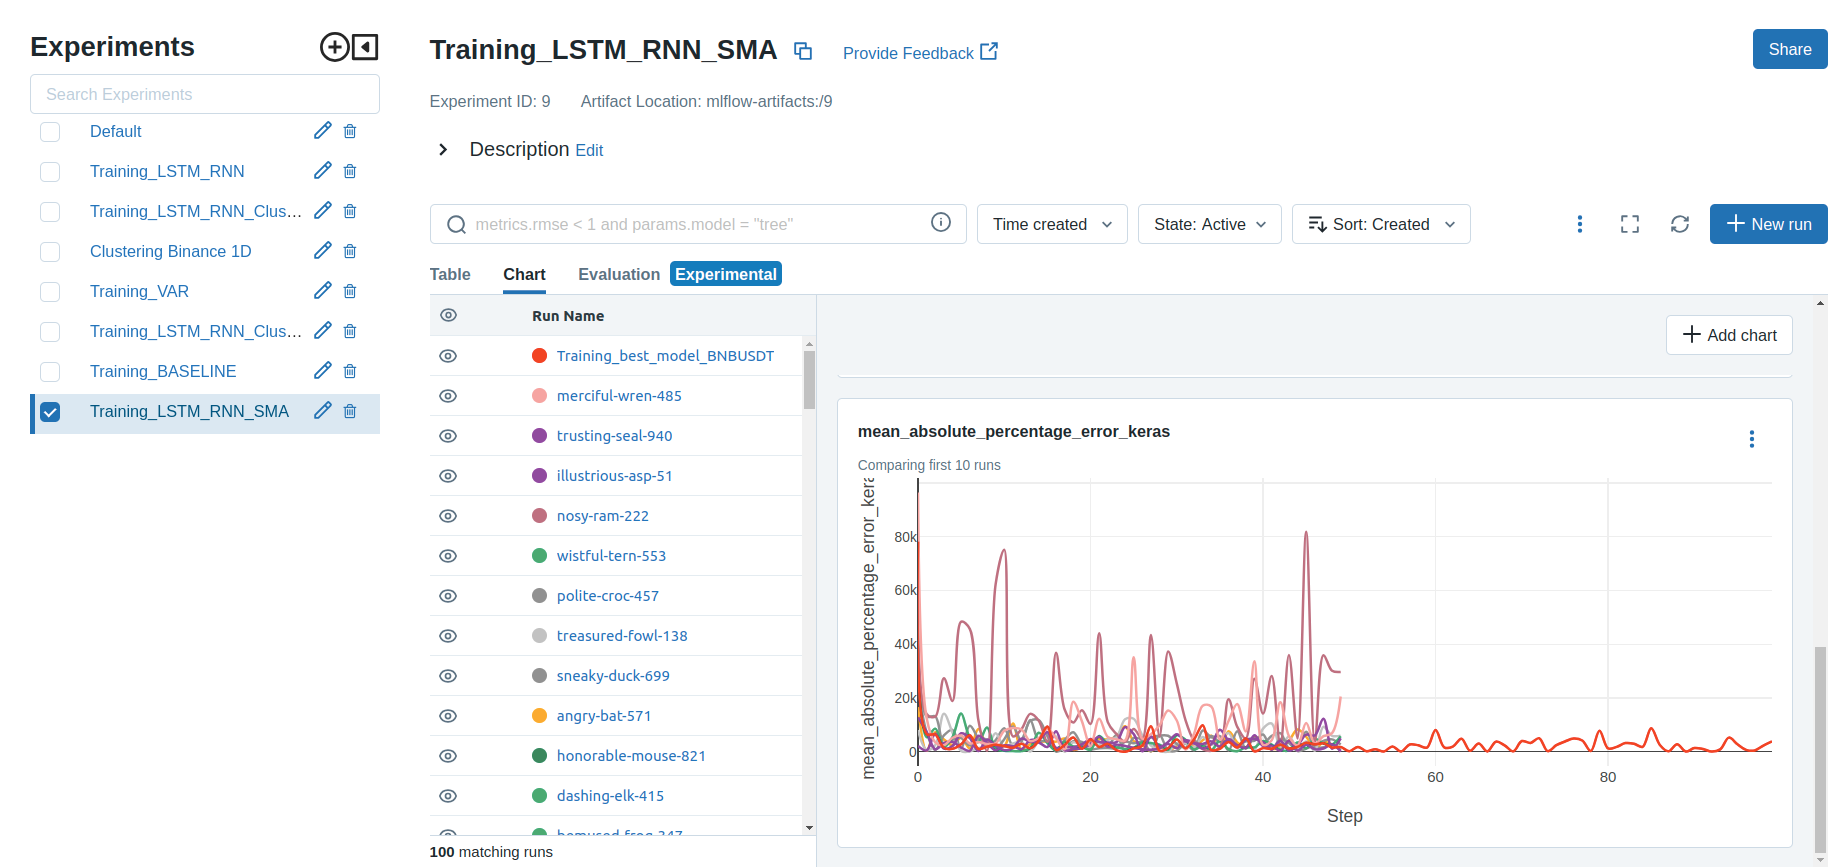 Experiments
Search Experiments
Default
Training_LSTM_RNN
Training_LSTM_RNN_Clus...
Clustering Binance 1D
Training_VAR
Training_LSTM_RNN_Clus...
Training_BASELINE
Training_LSTM_RNN_SMA
Training_LSTM_RNN_SMA
Provide Feedback
Share
Experiment ID: 9
Artifact Location: mlflow-artifacts:/9
Description Edit
metrics.rmse < 1 and params.model = "tree"
Time created
State: Active
Sort: Created
New run
Table
Chart
Evaluation
Experimental
Run Name
Training_best_model_BNBUSDT
merciful-wren-485
trusting-seal-940
illustrious-asp-51
nosy-ram-222
wistful-tern-553
polite-croc-457
treasured-fowl-138
sneaky-duck-699
angry-bat-571
honorable-mouse-821
dashing-elk-415
bemused-frog-347
100 matching runs
Add chart
mean_absolute_percentage_error_keras
Comparing first 10 runs
mean_absolute_percentage_error_kera
80k
60k
40k
20k
0
0
20
40
60
80
Step